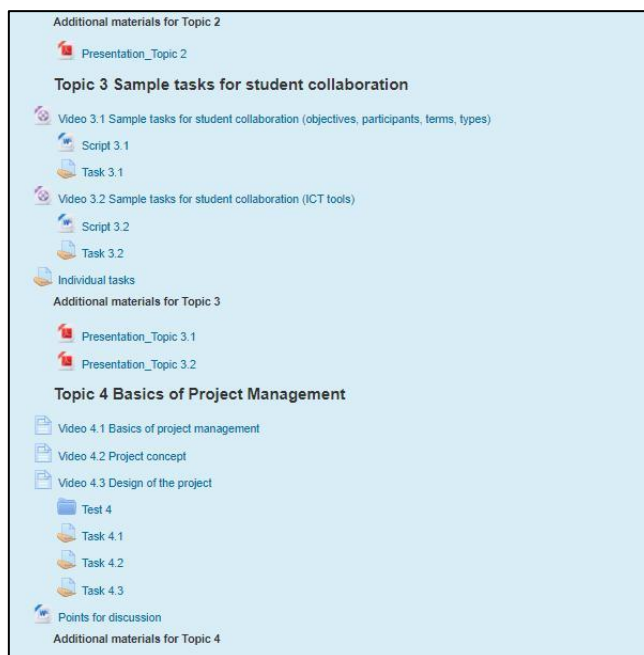 Additional materials for Topic 2
Presentation_Topic 2
Topic 3 Sample tasks for student collaboration
Video 3.1 Sample tasks for student collaboration (objectives, participants, terms, types)
Script 3.1
Task 3.1
Video 3.2 Sample tasks for student collaboration (ICT tools)
Script 3.2
Task 3.2
Individual tasks
Additional materials for Topic 3
Presentation_Topic 3.1
Presentation_Topic 3.2
Topic 4 Basics of Project Management
Video 4.1 Basics of project management
Video 4.2 Project concept
Video 4.3 Design of the project
Test 4
Task 4.1
Task 4.2
Task 4.3
Points for discussion
Additional materials for Topic 4